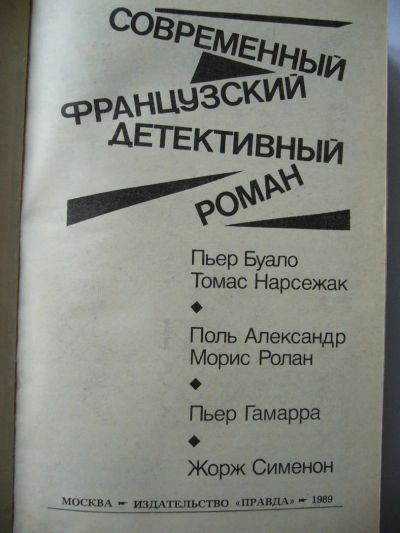 СОВРЕМЕННЫЙ
ФРАНЦУЗСКИЙ
ДЕТЕКТИВНЫЙ
РОМАН
Пьер Буало
Томас Нарсежак
Поль Александр
Морис Ролан
Пьер Гамарра
Жорж Сименон
МОСКВА ИЗДАТЕЛЬСТВО «ПРАВДА» 1989